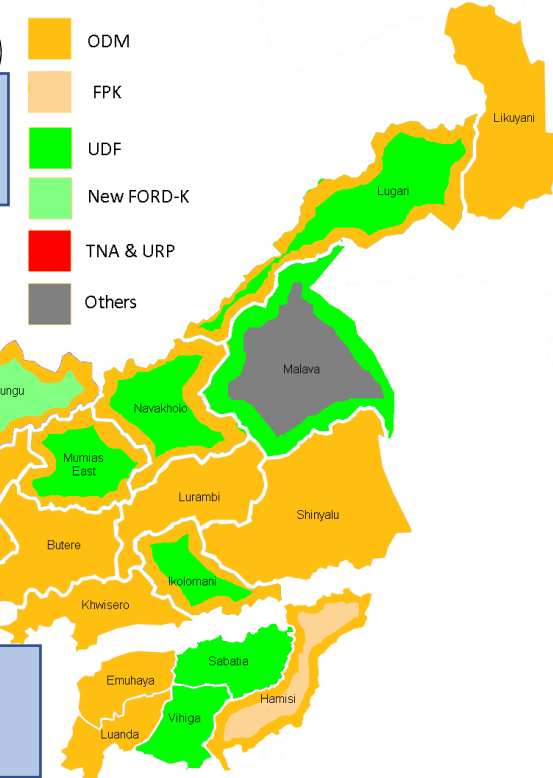 ODM
FPK
UDF
New FORD-K
TNA & URP
Others
Likuyani
Lugari
Malava
ungu
Navakholo
Mumias
East
Lurambi
Shinyalu
Butere
Ikolomani
Khwisero
Sabatia
Emuhaya
Hamisi
Vihiga
Luanda